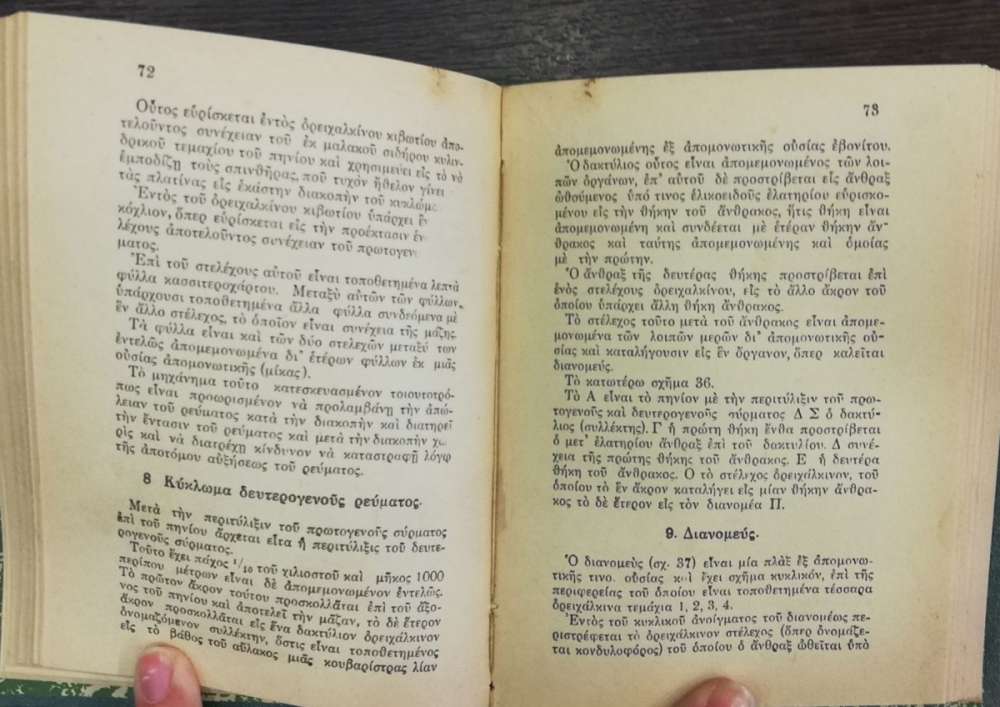 72
Οὗτος εὑρίσκεται ἐντὸς ὀρειχαλκίνου κιβωτίου ἀπο-
τελοῦντος συνέχειαν τοῦ ἐκ μαλακοῦ σιδήρου κυλιν-
δρικοῦ τεμαχίου τοῦ πηνίου καὶ χρησιμεύει εἰς τὸ νὰ
ἐμποδίζῃ τοὺς σπινθῆρας, ποὺ τυχὸν ἤθελον γίνει
τὰς πλατίνας εἰς ἑκάστην διακοπὴν τοῦ κυκλώμ
Ἐντὸς τοῦ ὀρειχαλκίνου κιβωτίου ὑπάρχει ἓν
κόχλιον, ὅπερ εὑρίσκεται εἰς τὴν προέκτασιν ἑν
λέχους ἀποτελοῦντος συνέχειαν τοῦ πρωτογεν
ματος.
Ἐπὶ τοῦ στελέχους αὐτοῦ εἶναι τοποθετημένα λεπτὰ
φύλλα κασσιτεροχάρτου. Μεταξὺ αὐτῶν τῶν φύλλων,
ὑπάρχουσι τοποθετημένα ἄλλα φύλλα συνδεόμενα μὲ
ἓν ἄλλο στέλεχος, τὸ ὁποῖον εἶναι συνέχεια τῆς μάζης.
Τὰ φύλλα εἶναι καὶ τῶν δύο στελεχῶν μεταξύ των
ἐντελῶς ἀπομεμονωμένα δι' ἑτέρων φύλλων ἐκ μιᾶς
οὐσίας ἀπομονωτικῆς (μίκας).
Τὸ μηχάνημα τοῦτο κατεσκευασμένον τοιουτοτρό-
πως εἶναι προωρισμένον νὰ προλαμβάνῃ τὴν ἀπώ-
λειαν τοῦ ρεύματος κατὰ τὴν διακοπὴν καὶ διατηρεῖ
τὴν ἔντασιν τοῦ ρεύματος καὶ μετὰ τὴν διακοπὴν χω
ρὶς καὶ νὰ διατρέχῃ κίνδυνον νὰ καταστραφῇ λόγῳ
τῆς ἀποτόμου αὐξήσεως τοῦ ρεύματος.
8 Κύκλωμα δευτερογενοῦς ρεύματος.
Μετὰ τὴν περιτύλιξιν τοῦ πρωτογενοῦς σύρματος
ἐπὶ τοῦ πηνίου ἄρχεται εἶτα ἡ περιτύλιξις τοῦ δευτε-
ρογενοῦς σύρματος.
Τοῦτο ἔχει πάχος 1/10 τοῦ χιλιοστοῦ καὶ μῆκος 1000
περίπου μέτρων εἶναι δὲ ἀπομεμονωμένον ἐντελῶς.
Τὸ πρῶτον ἄκρον τούτου προσκολλᾶται ἐπὶ τοῦ ἄξο-
νος τοῦ πηνίου καὶ ἀποτελεῖ τὴν μᾶζαν, τὸ δὲ ἕτερον
ἄκρον προσκολλᾶται εἰς ἕνα δακτύλιον ὀρειχάλκινον
ὀνομαζόμενον συλλέκτην, ὅστις εἶναι τοποθετημένος
εἰς τὸ βάθος τοῦ αὔλακος μιᾶς κουβαρίστρας λίαν
73
ἀπομεμονωμένης ἐξ ἀπομονωτικῆς οὐσίας ἐβονίτου.
Ὁ δακτύλιος οὗτος εἶναι ἀπομεμονωμένος τῶν λοι-
πῶν ὀργάνων, ἐπ' αὐτοῦ δὲ προστρίβεται εἷς ἄνθραξ
ὠθούμενος ὑπό τινος ἑλικοειδοῦς ἐλατηρίου εὑρισκο-
μένου εἰς τὴν θήκην τοῦ ἄνθρακος, ἥτις θήκη εἶναι
ἀπομεμονωμένη καὶ συνδέεται μὲ ἑτέραν θήκην ἄν-
θρακος καὶ ταύτης ἀπομεμονωμένης καὶ ὁμοίας
μὲ τὴν πρώτην.
Ὁ ἄνθραξ τῆς δευτέρας θήκης προστρίβεται ἐπὶ
ἑνὸς στελέχους ὀρειχαλκίνου, εἰς τὸ ἄλλο ἄκρον τοῦ
ὁποίου ὑπάρχει ἄλλη θήκη ἄνθρακος.
Τὸ στέλεχος τοῦτο μετὰ τοῦ ἄνθρακος εἶναι ἀπομε-
μονωμένα τῶν λοιπῶν μερῶν δι' ἀπομονωτικῆς οὐ-
σίας καὶ καταλήγουσιν εἰς ἓν ὄργανον, ὅπερ καλεῖται
διανομεύς.
Τὸ κατωτέρω σχῆμα 36.
Τὸ Α εἶναι τὸ πηνίον μὲ τὴν περιτύλιξιν τοῦ πρω-
τογενοῦς καὶ δευτερογενοῦς σύρματος Δ Σ ὁ δακτύ-
λιος (συλλέκτης). Γ ἡ πρώτη θήκη ἔνθα προστρίβεται
ὁ μετ' ἐλατηρίου ἄνθραξ ἐπὶ τοῦ δακτυλίου. Δ συνέ-
χεια τῆς πρώτης θήκης τοῦ ἄνθρακος. Ε ἡ δευτέρα
θήκη τοῦ ἄνθρακος. Ο τὸ στέλεχος ὀρειχάλκινον, τοῦ
ὁποίου τὸ ἓν ἄκρον καταλήγει εἰς μίαν θήκην ἄνθρα-
κος τὸ δὲ ἕτερον εἰς τὸν διανομέα Π.
9. Διανομεύς.
Ὁ διανομεὺς (σχ. 37) εἶναι μία πλὰξ ἐξ ἀπομονω-
τικῆς τινο. οὐσίας καὶ ἔχει σχῆμα κυκλικόν, ἐπὶ τῆς
περιφερείας τοῦ ὁποίου εἶναι τοποθετημένα τέσσαρα
ὀρειχάλκινα τεμάχια 1, 2, 3, 4.
Ἐντὸς τοῦ κυκλικοῦ ἀνοίγματος τοῦ διανομέως πε-
ριστρέφεται τὸ ὀρειχάλκινον στέλεχος (ὅπερ ὀνομάζε-
ται κονδυλοφόρος) τοῦ ὁποίου ὁ ἄνθραξ ὠθεῖται ὑπὸ